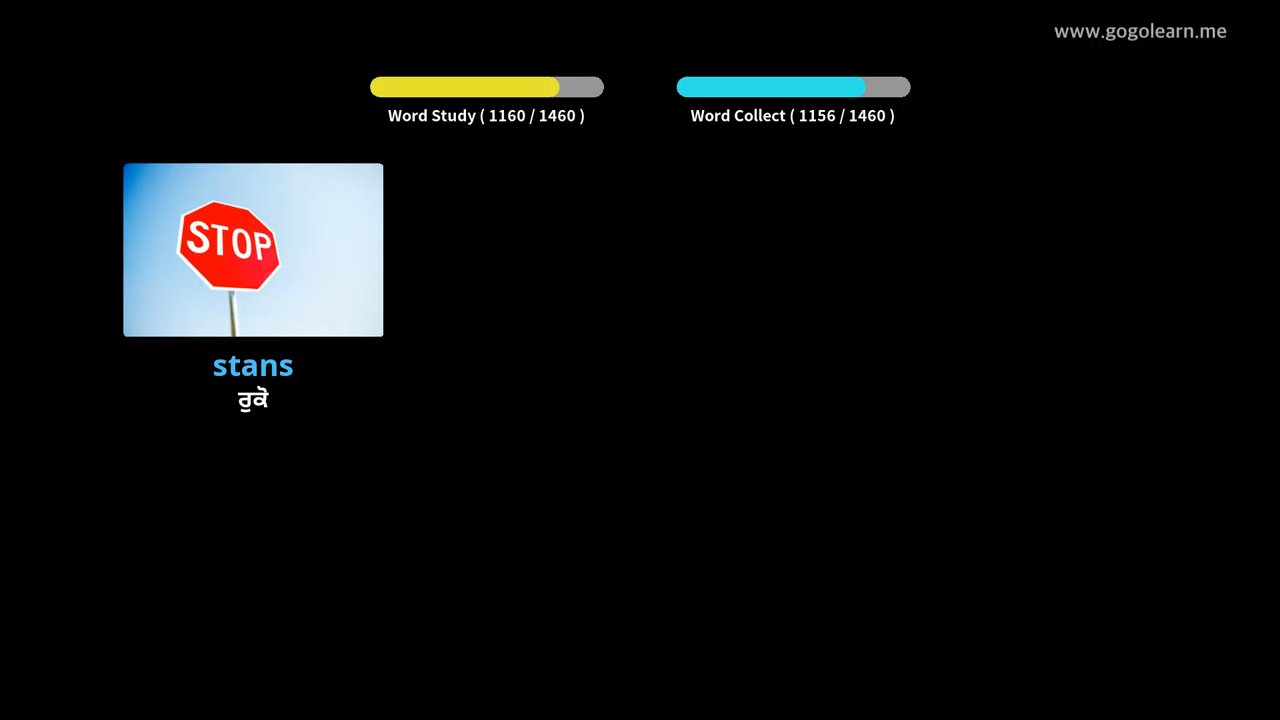 www.gogolearn.me
Word Study ( 1160 / 1460 )
Word Collect ( 1156 / 1460 )
STOP
stans
ਰੁਕੋ